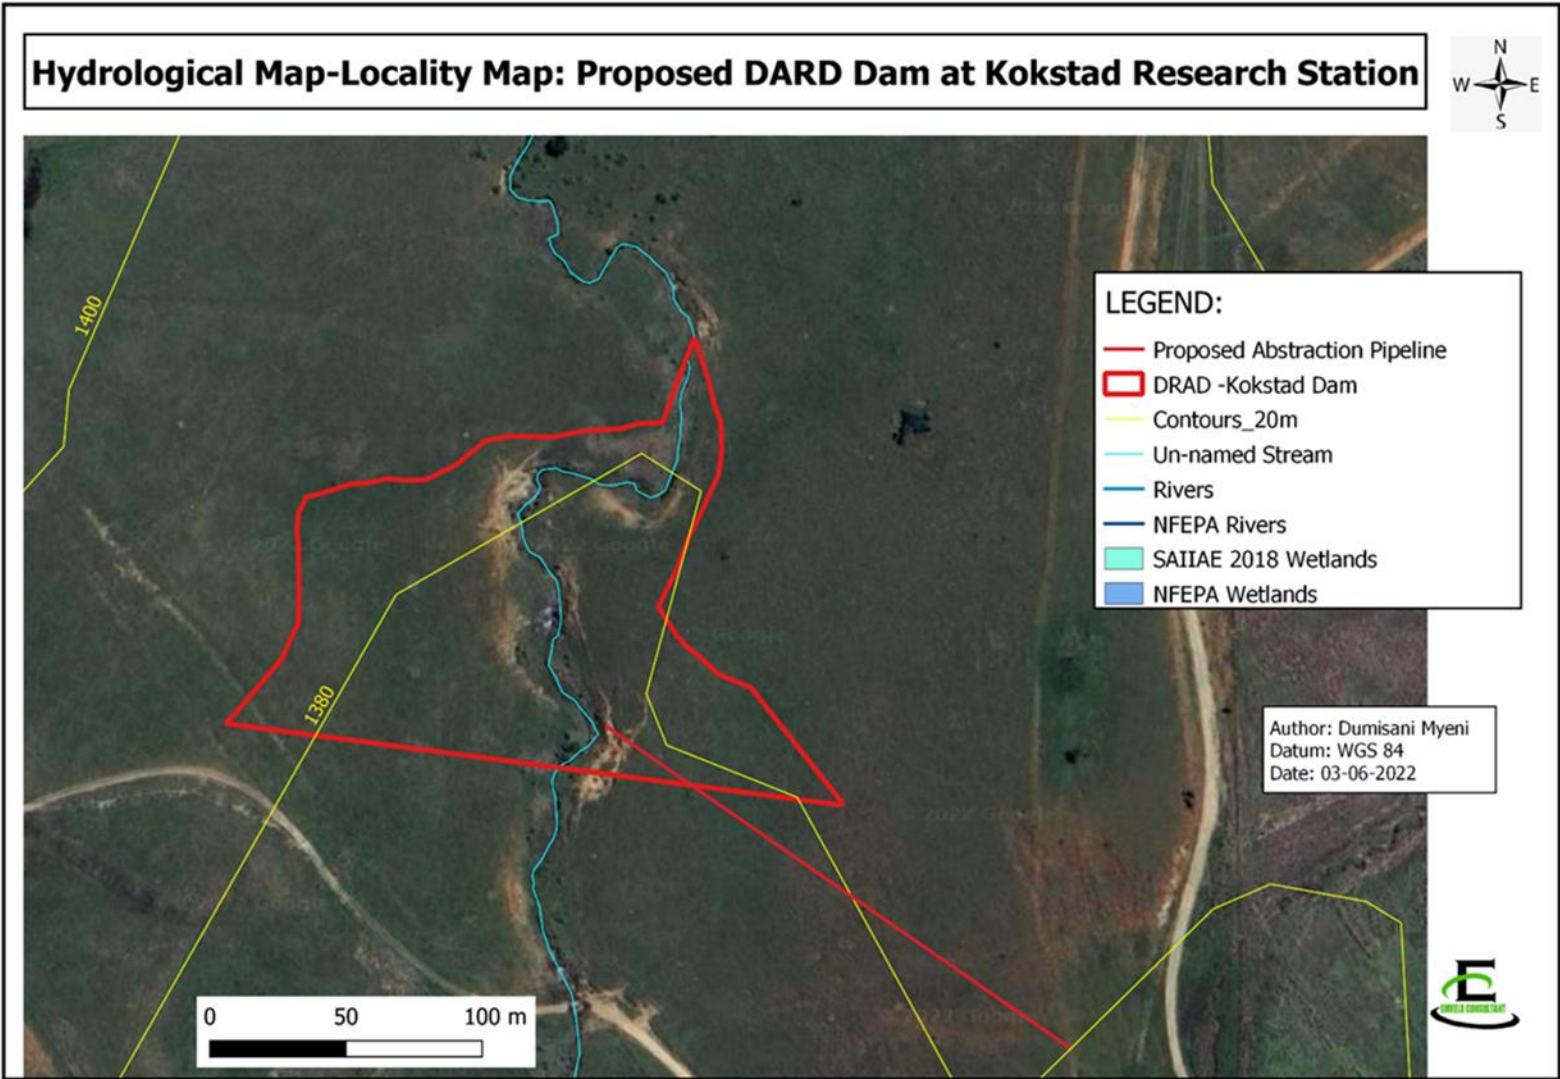 Hydrological Map-Locality Map: Proposed DARD Dam at Kokstad Research Station
N
W E
S
1400
LEGEND:
Proposed Abstraction Pipeline
DRAD -Kokstad Dam
Contours_20m
Un-named Stream
Rivers
NFEPA Rivers
SAIIAE 2018 Wetlands
NFEPA Wetlands
1380
Author: Dumisani Myeni
Datum: WGS 84
Date: 03-06-2022
0 50 100 m
E
ENVELO CONSULTANT